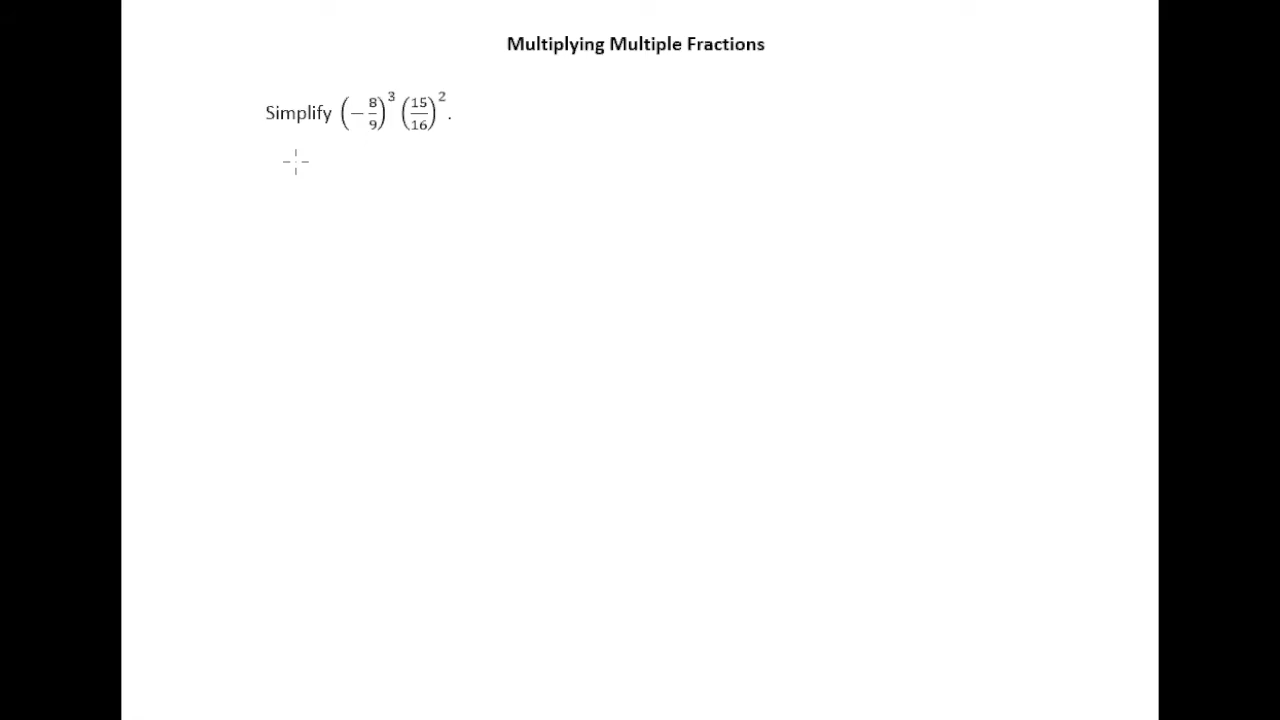 Multiplying Multiple Fractions
Simplify (−8/9)³ (15/16)².